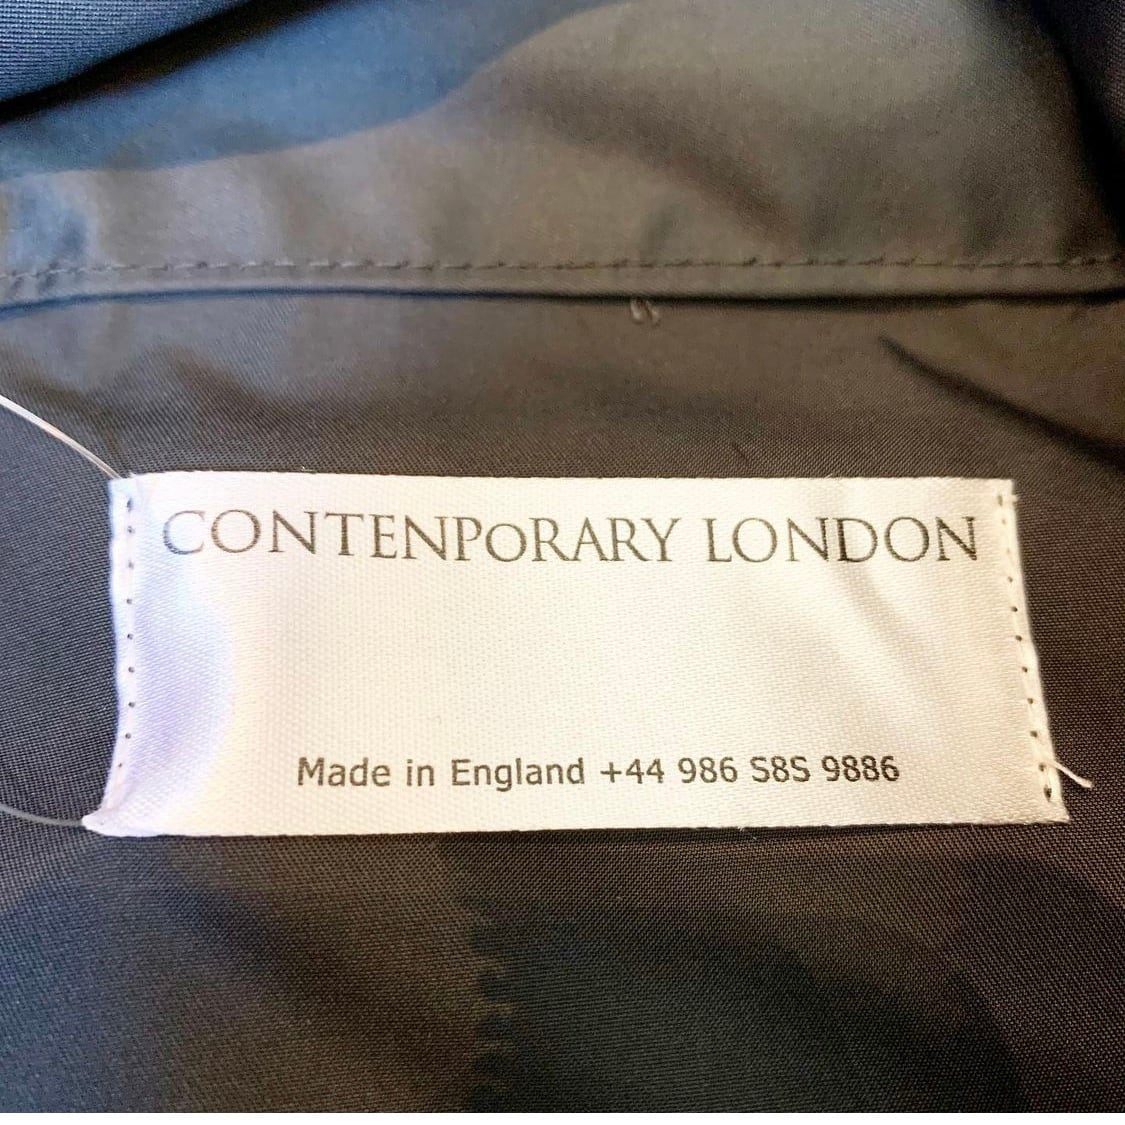 CONTENPoRARY LONDON
Made in England +44 986 S8S 9886